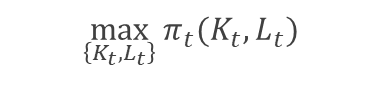 max π_t(K_t, L_t)
{K_t,L_t}